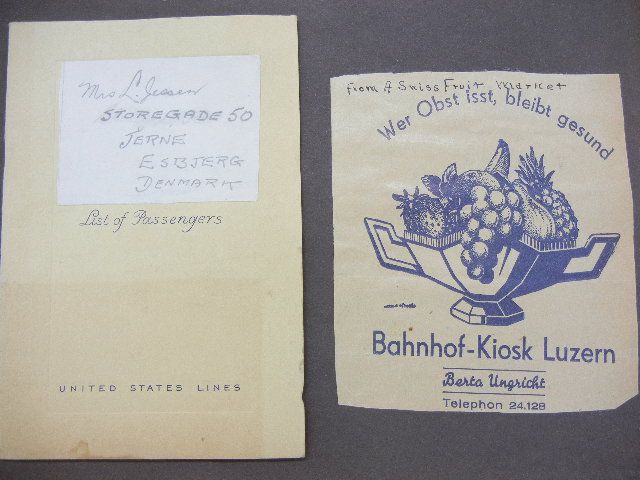 Mrs L. Jessen
STOREGADE 50
JERNE
ESBJERG
DENMARK
List of Passengers
UNITED STATES LINES
from A Swiss Fruit Market
Wer Obst isst, bleibt gesund
Bahnhof-Kiosk Luzern
Berta Ungricht
Telephon 24.128